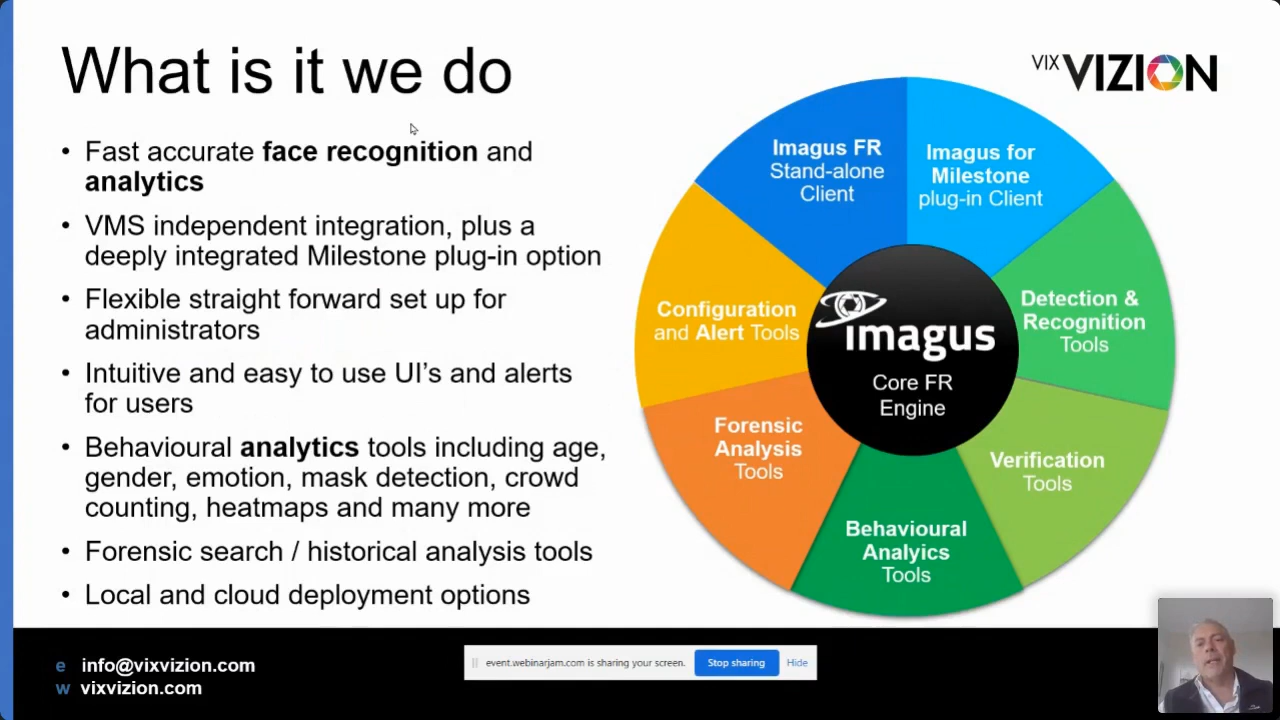 What is it we do
VIX VIZION
• Fast accurate face recognition and
analytics
• VMS independent integration, plus a
deeply integrated Milestone plug-in option
• Flexible straight forward set up for
administrators
• Intuitive and easy to use UI's and alerts
for users
• Behavioural analytics tools including age,
gender, emotion, mask detection, crowd
counting, heatmaps and many more
• Forensic search / historical analysis tools
• Local and cloud deployment options
Imagus FR
Stand-alone
Client
Imagus for
Milestone
plug-in Client
Detection &
Recognition
Tools
Verification
Tools
Behavioural
Analyics
Tools
Forensic
Analysis
Tools
Configuration
and Alert Tools
imagus
Core FR
Engine
e info@vixvizion.com
w vixvizion.com
event.webinarjam.com is sharing your screen. Stop sharing Hide